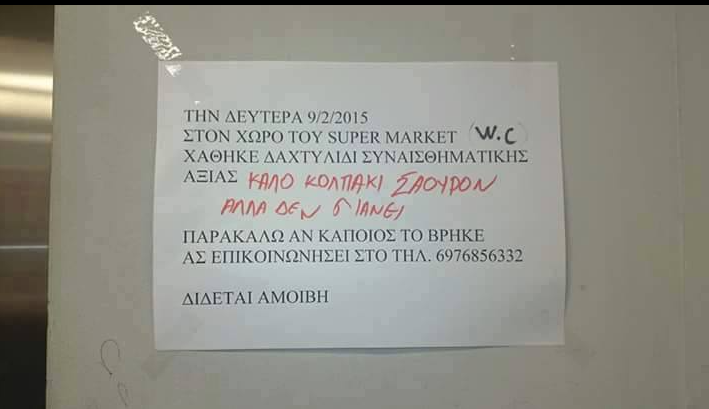 ΤΗΝ ΔΕΥΤΕΡΑ 9/2/2015
ΣΤΟΝ ΧΩΡΟ ΤΟΥ SUPER MARKET (W.C)
ΧΑΘΗΚΕ ΔΑΧΤΥΛΙΔΙ ΣΥΝΑΙΣΘΗΜΑΤΙΚΗΣ
ΑΞΙΑΣ ΚΑΛΟ ΚΟΛΠΑΚΙ ΣΑΟΥΡΟΝ
ΑΛΛΑ ΔΕΝ ΠΙΑΝΕΙ
ΠΑΡΑΚΑΛΩ ΑΝ ΚΑΠΟΙΟΣ ΤΟ ΒΡΗΚΕ
ΑΣ ΕΠΙΚΟΙΝΩΝΗΣΕΙ ΣΤΟ ΤΗΛ. 6976856332
ΔΙΔΕΤΑΙ ΑΜΟΙΒΗ